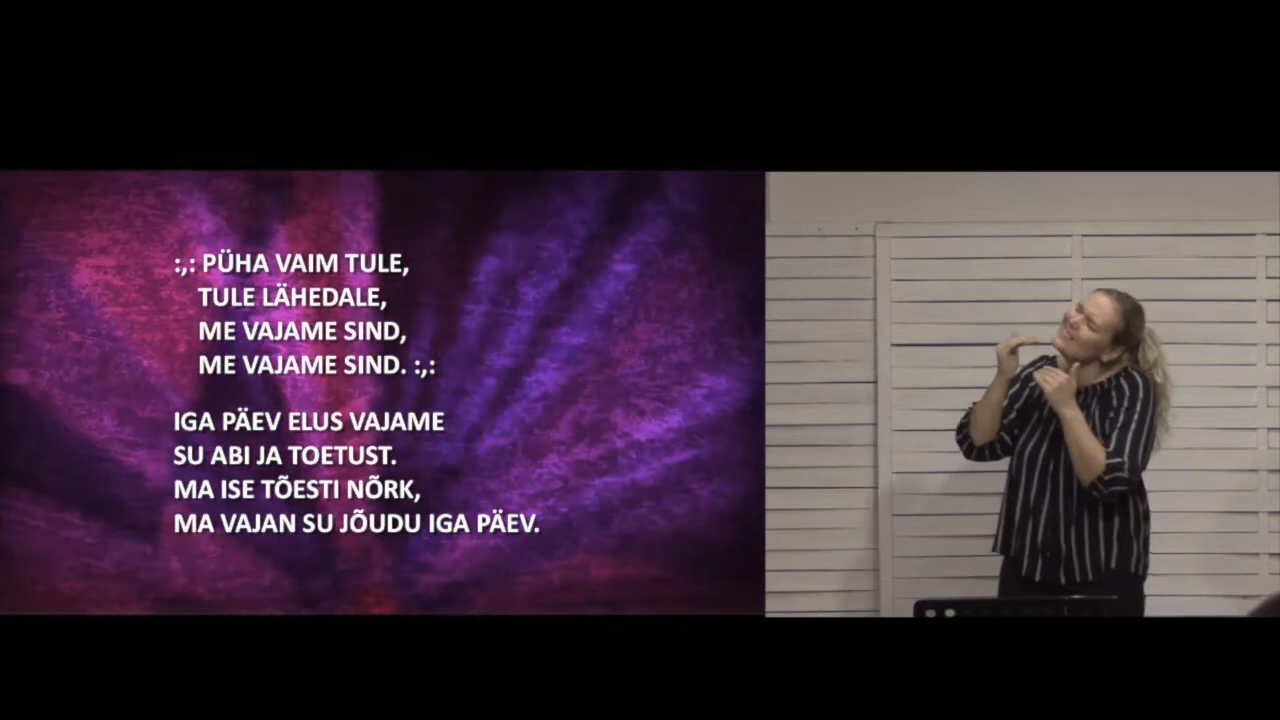 :,: PÜHA VAIM TULE,
TULE LÄHEDALE,
ME VAJAME SIND,
ME VAJAME SIND. :,:
IGA PÄEV ELUS VAJAME
SU ABI JA TOETUST.
MA ISE TÕESTI NÕRK,
MA VAJAN SU JÕUDU IGA PÄEV.